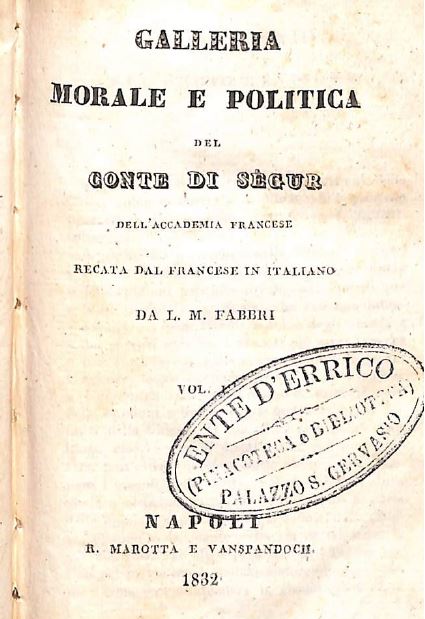 GALLERIA
MORALE E POLITICA
DEL
CONTE DI SÈGUR
DELL'ACCADEMIA FRANCESE
RECATA DAL FRANCESE IN ITALIANO
DA L. M. FABBRI
VOL. I
ENTE D'ERRICO
(PINACOTECA e BIBLIOTECA)
PALAZZO S. GERVASIO
NAPOLI
R. MAROTTA E VANSPANDOCH.
1832